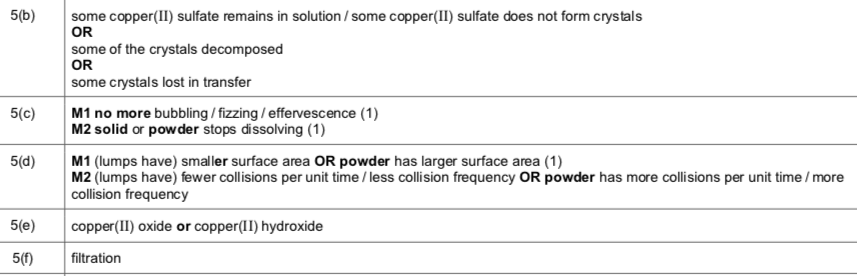 5(b) some copper(II) sulfate remains in solution / some copper(II) sulfate does not form crystals
OR
some of the crystals decomposed
OR
some crystals lost in transfer
5(c) M1 no more bubbling / fizzing / effervescence (1)
M2 solid or powder stops dissolving (1)
5(d) M1 (lumps have) smaller surface area OR powder has larger surface area (1)
M2 (lumps have) fewer collisions per unit time / less collision frequency OR powder has more collisions per unit time / more
collision frequency
5(e) copper(II) oxide or copper(II) hydroxide
5(f) filtration